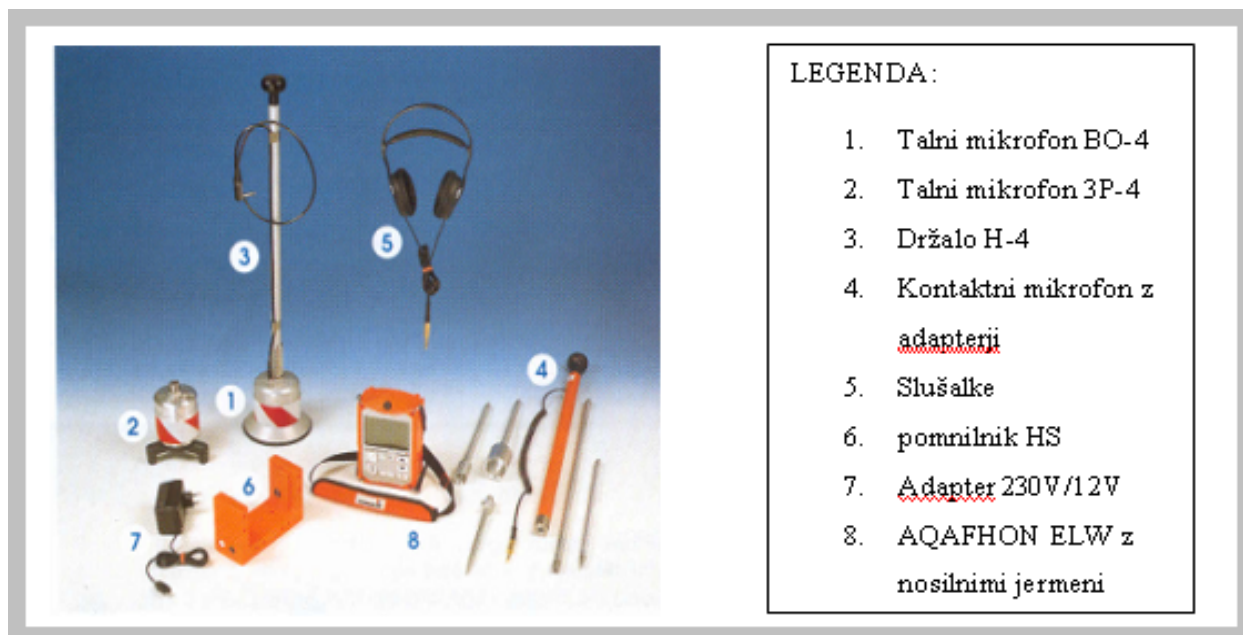 3
5
4
1
2
6
7
8
LEGENDA:
1. Talni mikrofon BO-4
2. Talni mikrofon 3P-4
3. Držalo H-4
4. Kontaktni mikrofon z
adapterji
5. Slušalke
6. pomnilnik HS
7. Adapter 230V/12V
8. AQAFHON ELW z
nosilnimi jermeni